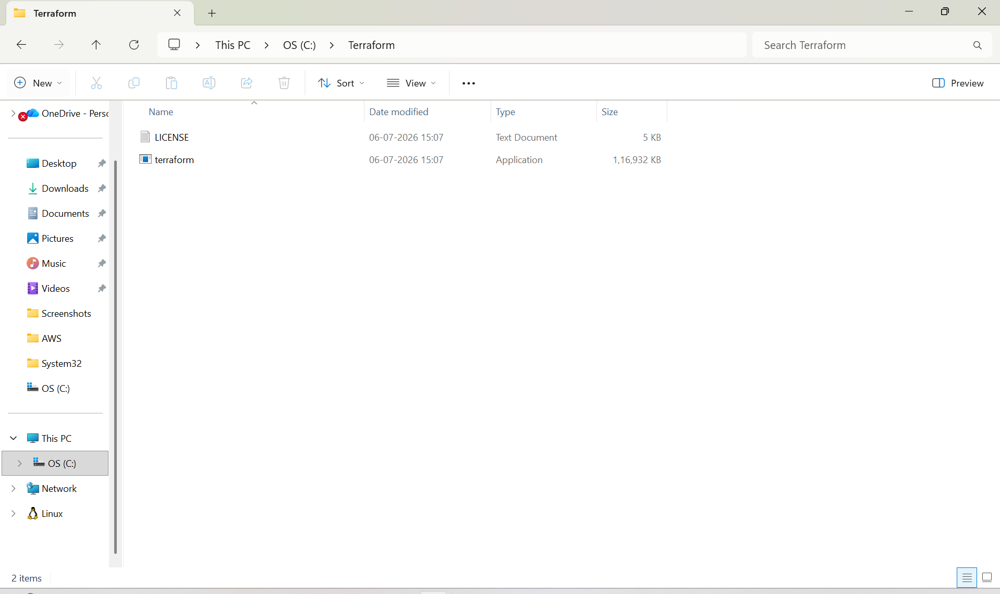 Terraform
This PC > OS (C:) > Terraform
Search Terraform
New
Sort
View
Preview
OneDrive - Perso
Desktop
Downloads
Documents
Pictures
Music
Videos
Screenshots
AWS
System32
OS (C:)
This PC
OS (C:)
Network
Linux
Name Date modified Type Size
LICENSE 06-07-2026 15:07 Text Document 5 KB
terraform 06-07-2026 15:07 Application 1,16,932 KB
2 items